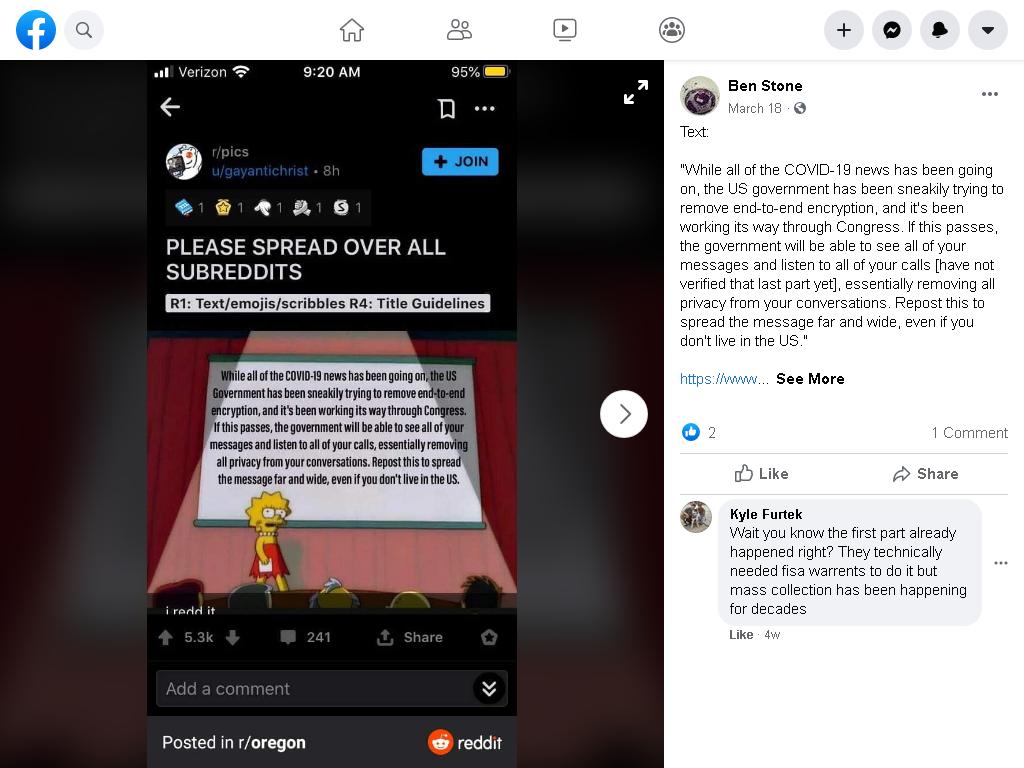 Verizon
9:20 AM
95%
r/pics
u/gayantichrist • 8h
+ JOIN
1 1 1 1 1
PLEASE SPREAD OVER ALL
SUBREDDITS
R1: Text/emojis/scribbles R4: Title Guidelines
While all of the COVID-19 news has been going on, the US
Government has been sneakily trying to remove end-to-end
encryption, and it's been working its way through Congress.
If this passes, the government will be able to see all of your
messages and listen to all of your calls, essentially removing
all privacy from your conversations. Repost this to spread
the message far and wide, even if you don't live in the US.
i.redd.it
5.3k
241
Share
Add a comment
Posted in r/oregon
reddit
Ben Stone
March 18 ·
Text:
"While all of the COVID-19 news has been going
on, the US government has been sneakily trying to
remove end-to-end encryption, and it's been
working its way through Congress. If this passes,
the government will be able to see all of your
messages and listen to all of your calls [have not
verified that last part yet], essentially removing all
privacy from your conversations. Repost this to
spread the message far and wide, even if you
don't live in the US."
https://www... See More
2
1 Comment
Like
Share
Kyle Furtek
Wait you know the first part already
happened right? They technically
needed fisa warrents to do it but
mass collection has been happening
for decades
Like · 4w